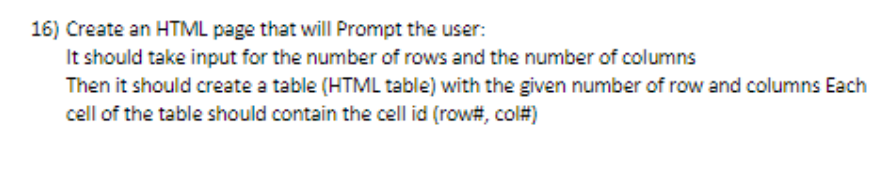 16) Create an HTML page that will Prompt the user:
It should take input for the number of rows and the number of columns
Then it should create a table (HTML table) with the given number of row and columns Each
cell of the table should contain the cell id (row#, col#)